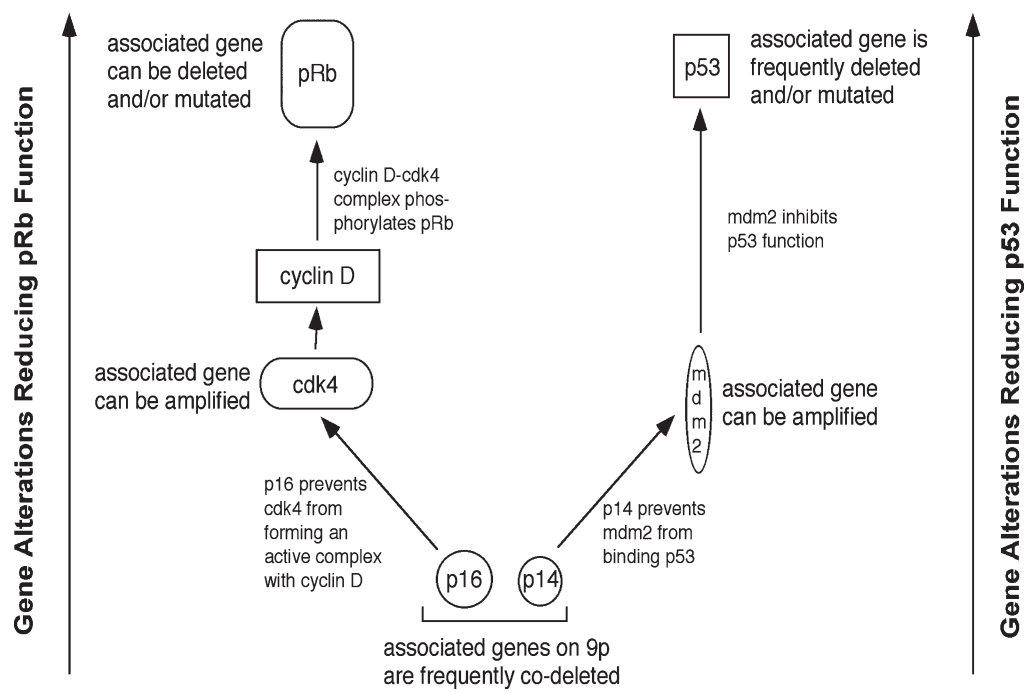 Gene Alterations Reducing pRb Function
associated gene
can be deleted
and/or mutated
pRb
cyclin D-cdk4
complex phos-
phorylates pRb
cyclin D
associated gene
can be amplified
cdk4
p16 prevents
cdk4 from
forming an
active complex
with cyclin D
p16
p14
associated genes on 9p
are frequently co-deleted
p14 prevents
mdm2 from
binding p53
m
d
m
2
associated gene
can be amplified
mdm2 inhibits
p53 function
p53
associated gene is
frequently deleted
and/or mutated
Gene Alterations Reducing p53 Function